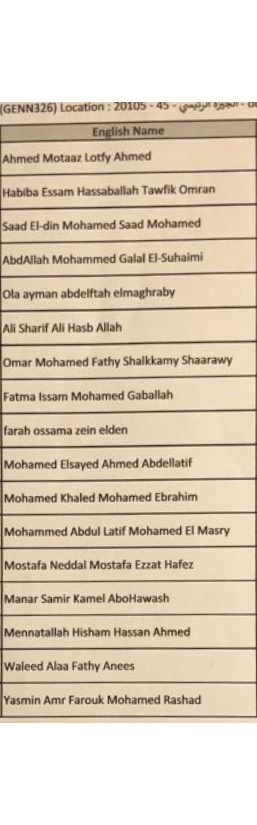 (GENN326) Location : 20105 - 45 - الجيزة الرئيسي -
English Name
Ahmed Motaaz Lotfy Ahmed
Habiba Essam Hassaballah Tawfik Omran
Saad El-din Mohamed Saad Mohamed
AbdAllah Mohammed Galal El-Suhaimi
Ola ayman abdelftah elmaghraby
Ali Sharif Ali Hasb Allah
Omar Mohamed Fathy Shalkkamy Shaarawy
Fatma Issam Mohamed Gaballah
farah ossama zein elden
Mohamed Elsayed Ahmed Abdellatif
Mohamed Khaled Mohamed Ebrahim
Mohammed Abdul Latif Mohamed El Masry
Mostafa Neddal Mostafa Ezzat Hafez
Manar Samir Kamel AboHawash
Mennatallah Hisham Hassan Ahmed
Waleed Alaa Fathy Anees
Yasmin Amr Farouk Mohamed Rashad